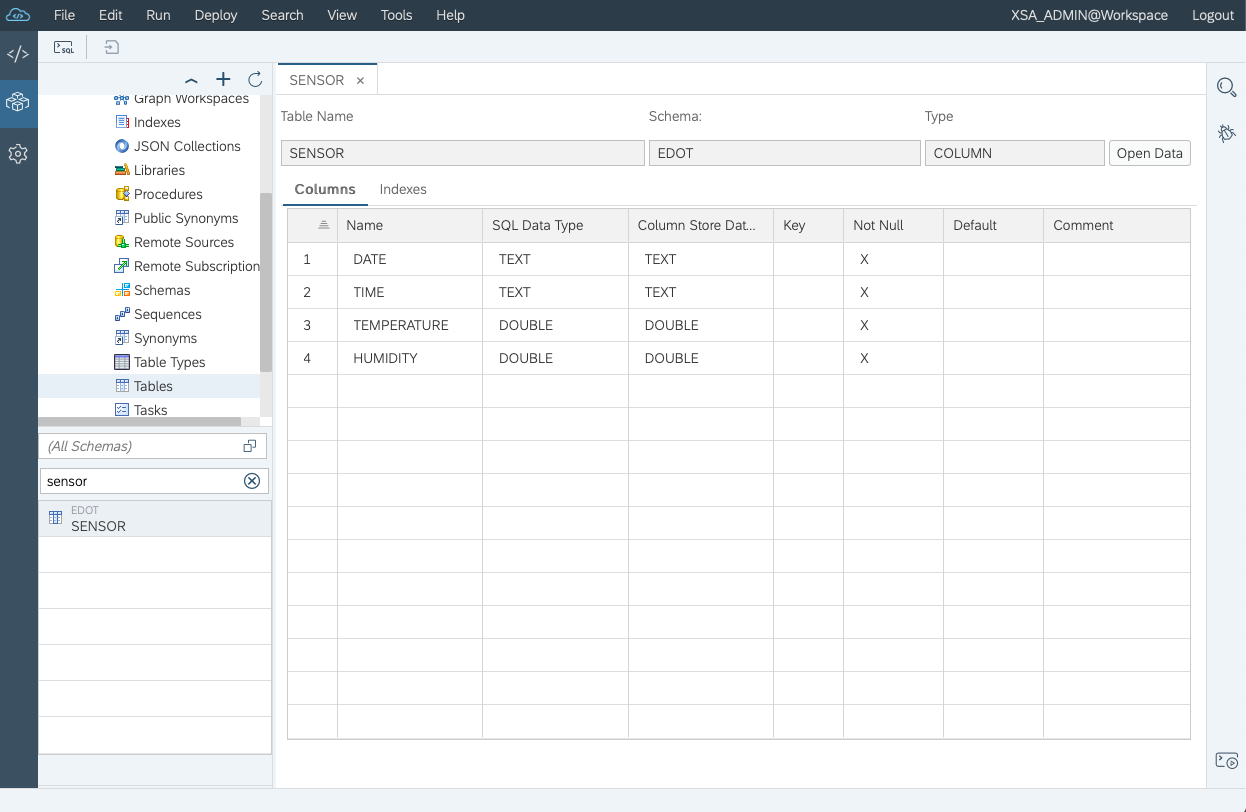 File Edit Run Deploy Search View Tools Help XSA_ADMIN@Workspace Logout
SQL
Graph Workspaces
Indexes
JSON Collections
Libraries
Procedures
Public Synonyms
Remote Sources
Remote Subscription
Schemas
Sequences
Synonyms
Table Types
Tables
Tasks
(All Schemas)
sensor
EDOT
SENSOR
SENSOR ×
Table Name Schema: Type
SENSOR EDOT COLUMN Open Data
Columns Indexes
Name SQL Data Type Column Store Dat... Key Not Null Default Comment
1 DATE TEXT TEXT X
2 TIME TEXT TEXT X
3 TEMPERATURE DOUBLE DOUBLE X
4 HUMIDITY DOUBLE DOUBLE X